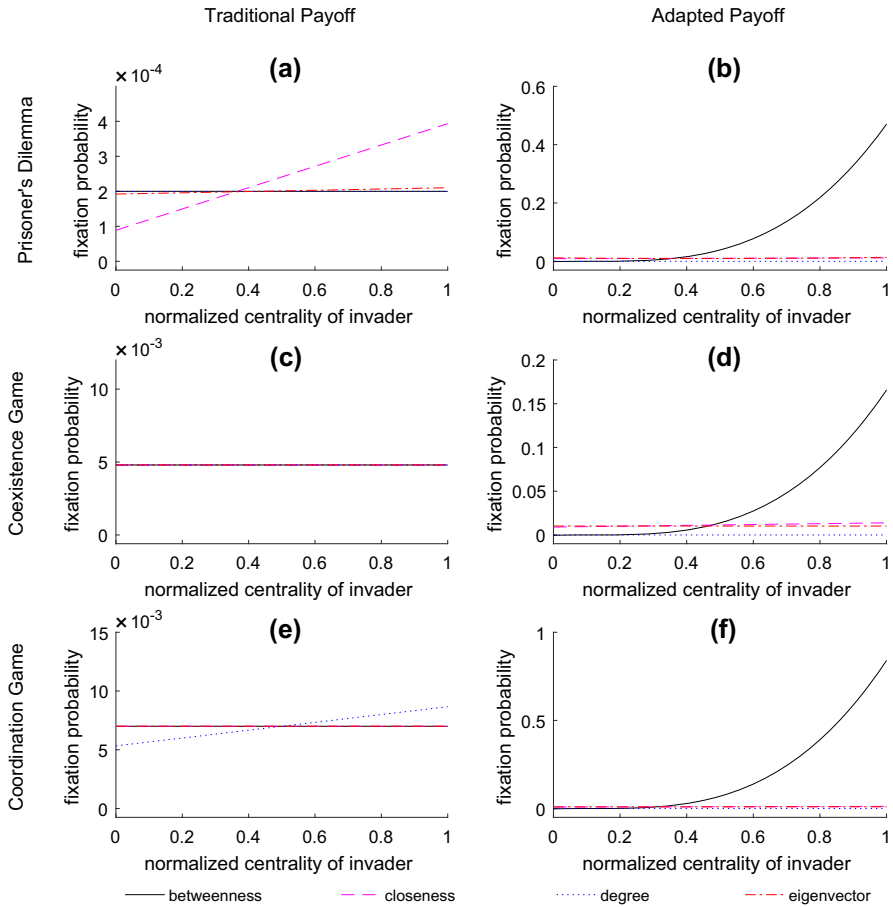 Traditional Payoff
Adapted Payoff
Prisoner's Dilemma
(a)
× 10^-4
fixation probability
4
3
2
1
0
0 0.2 0.4 0.6 0.8 1
normalized centrality of invader
(b)
fixation probability
0.6
0.4
0.2
0
0 0.2 0.4 0.6 0.8 1
normalized centrality of invader
Coexistence Game
(c)
× 10^-3
fixation probability
10
5
0
0 0.2 0.4 0.6 0.8 1
normalized centrality of invader
(d)
fixation probability
0.2
0.15
0.1
0.05
0
0 0.2 0.4 0.6 0.8 1
normalized centrality of invader
Coordination Game
(e)
× 10^-3
fixation probability
15
10
5
0
0 0.2 0.4 0.6 0.8 1
normalized centrality of invader
(f)
fixation probability
1
0.5
0
0 0.2 0.4 0.6 0.8 1
normalized centrality of invader
betweenness closeness degree eigenvector